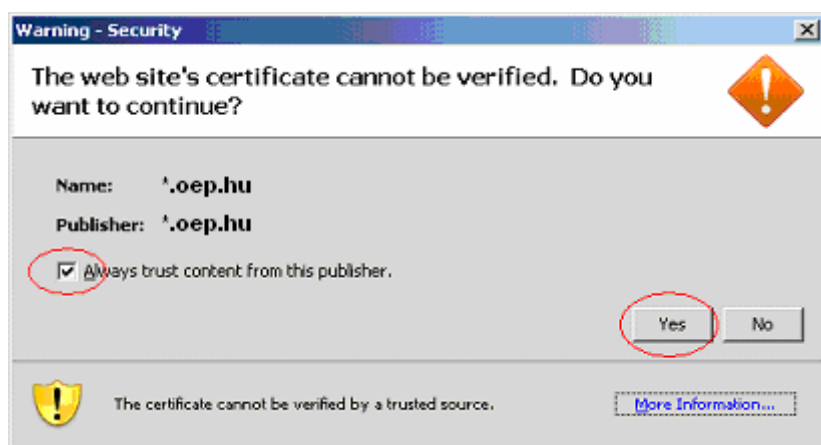 Warning - Security
The web site's certificate cannot be verified. Do you
want to continue?
Name: *.oep.hu
Publisher: *.oep.hu
Always trust content from this publisher.
Yes No
The certificate cannot be verified by a trusted source. More Information...